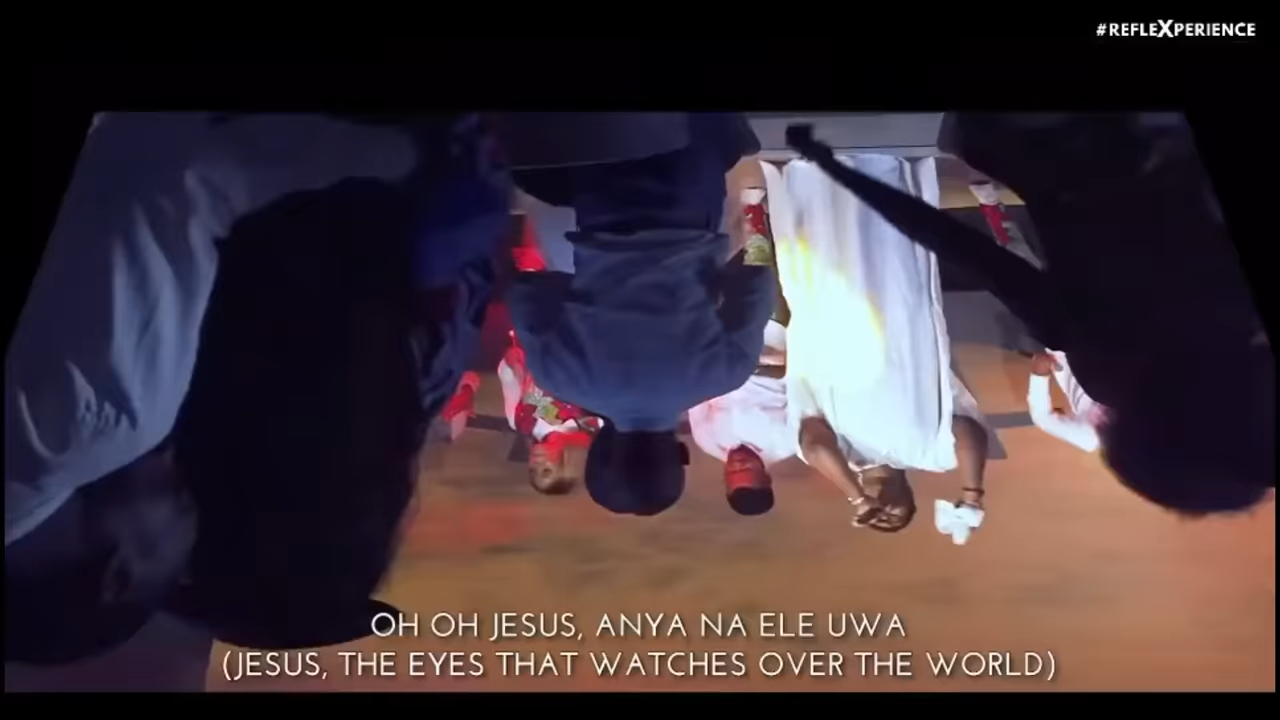 #REFLEXPERIENCE
OH OH JESUS, ANYA NA ELE UWA
(JESUS, THE EYES THAT WATCHES OVER THE WORLD)